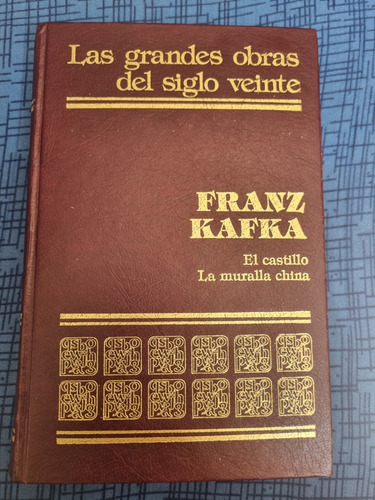 Las grandes obras
del siglo veinte
FRANZ
KAFKA
El castillo
La muralla china